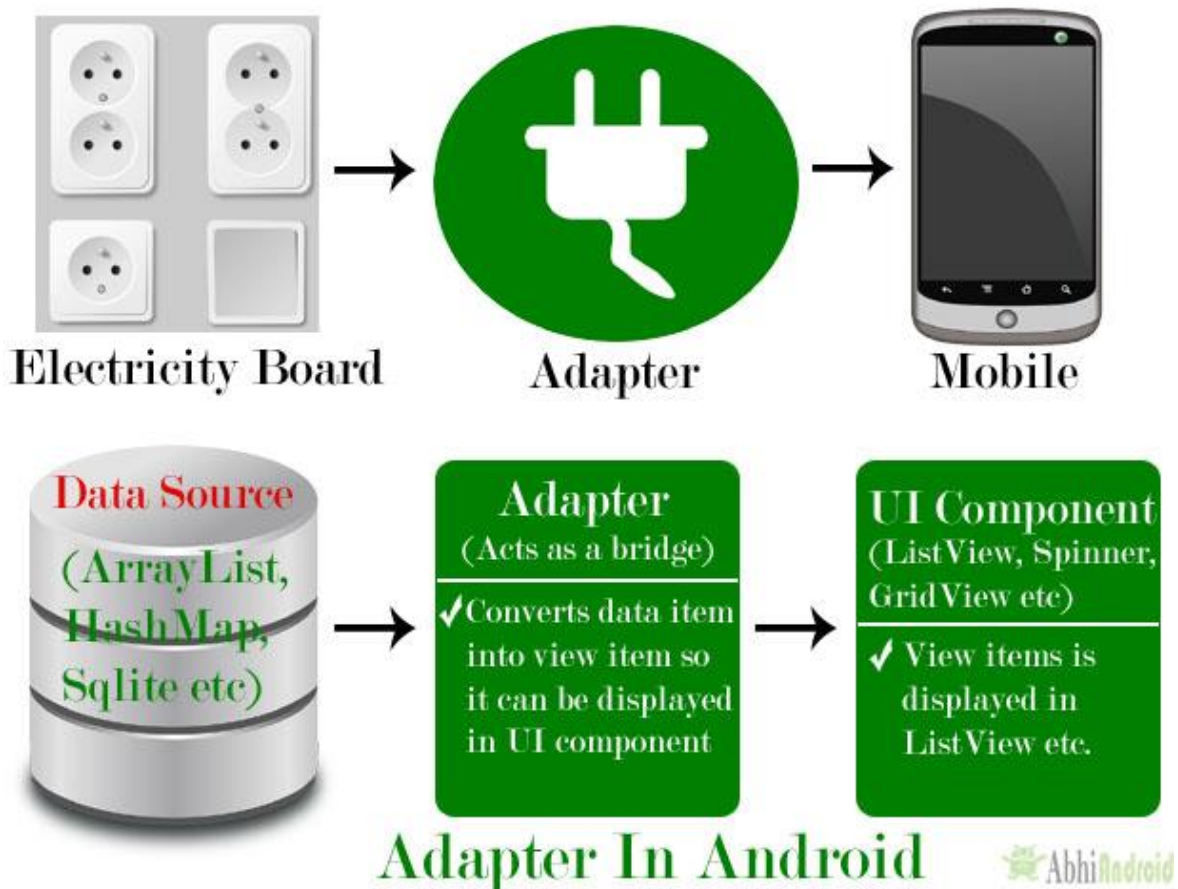 Electricity Board
Adapter
Mobile
Data Source
(ArrayList,
HashMap,
Sqlite etc)
Adapter
(Acts as a bridge)
✓Converts data item
into view item so
it can be displayed
in UI component
UI Component
(ListView, Spinner,
GridView etc)
✓ View items is
displayed in
ListView etc.
Adapter In Android
AbhiAndroid